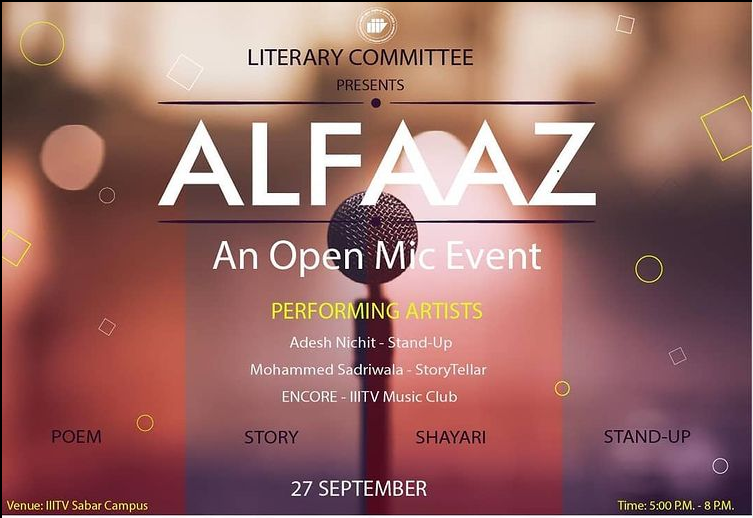 LITERARY COMMITTEE
PRESENTS
ALFAAZ
An Open Mic Event
PERFORMING ARTISTS
Adesh Nichit - Stand-Up
Mohammed Sadriwala - StoryTellar
ENCORE - IIITV Music Club
POEM STORY SHAYARI STAND-UP
27 SEPTEMBER
Venue: IIITV Sabar Campus
Time: 5:00 P.M. - 8 P.M.